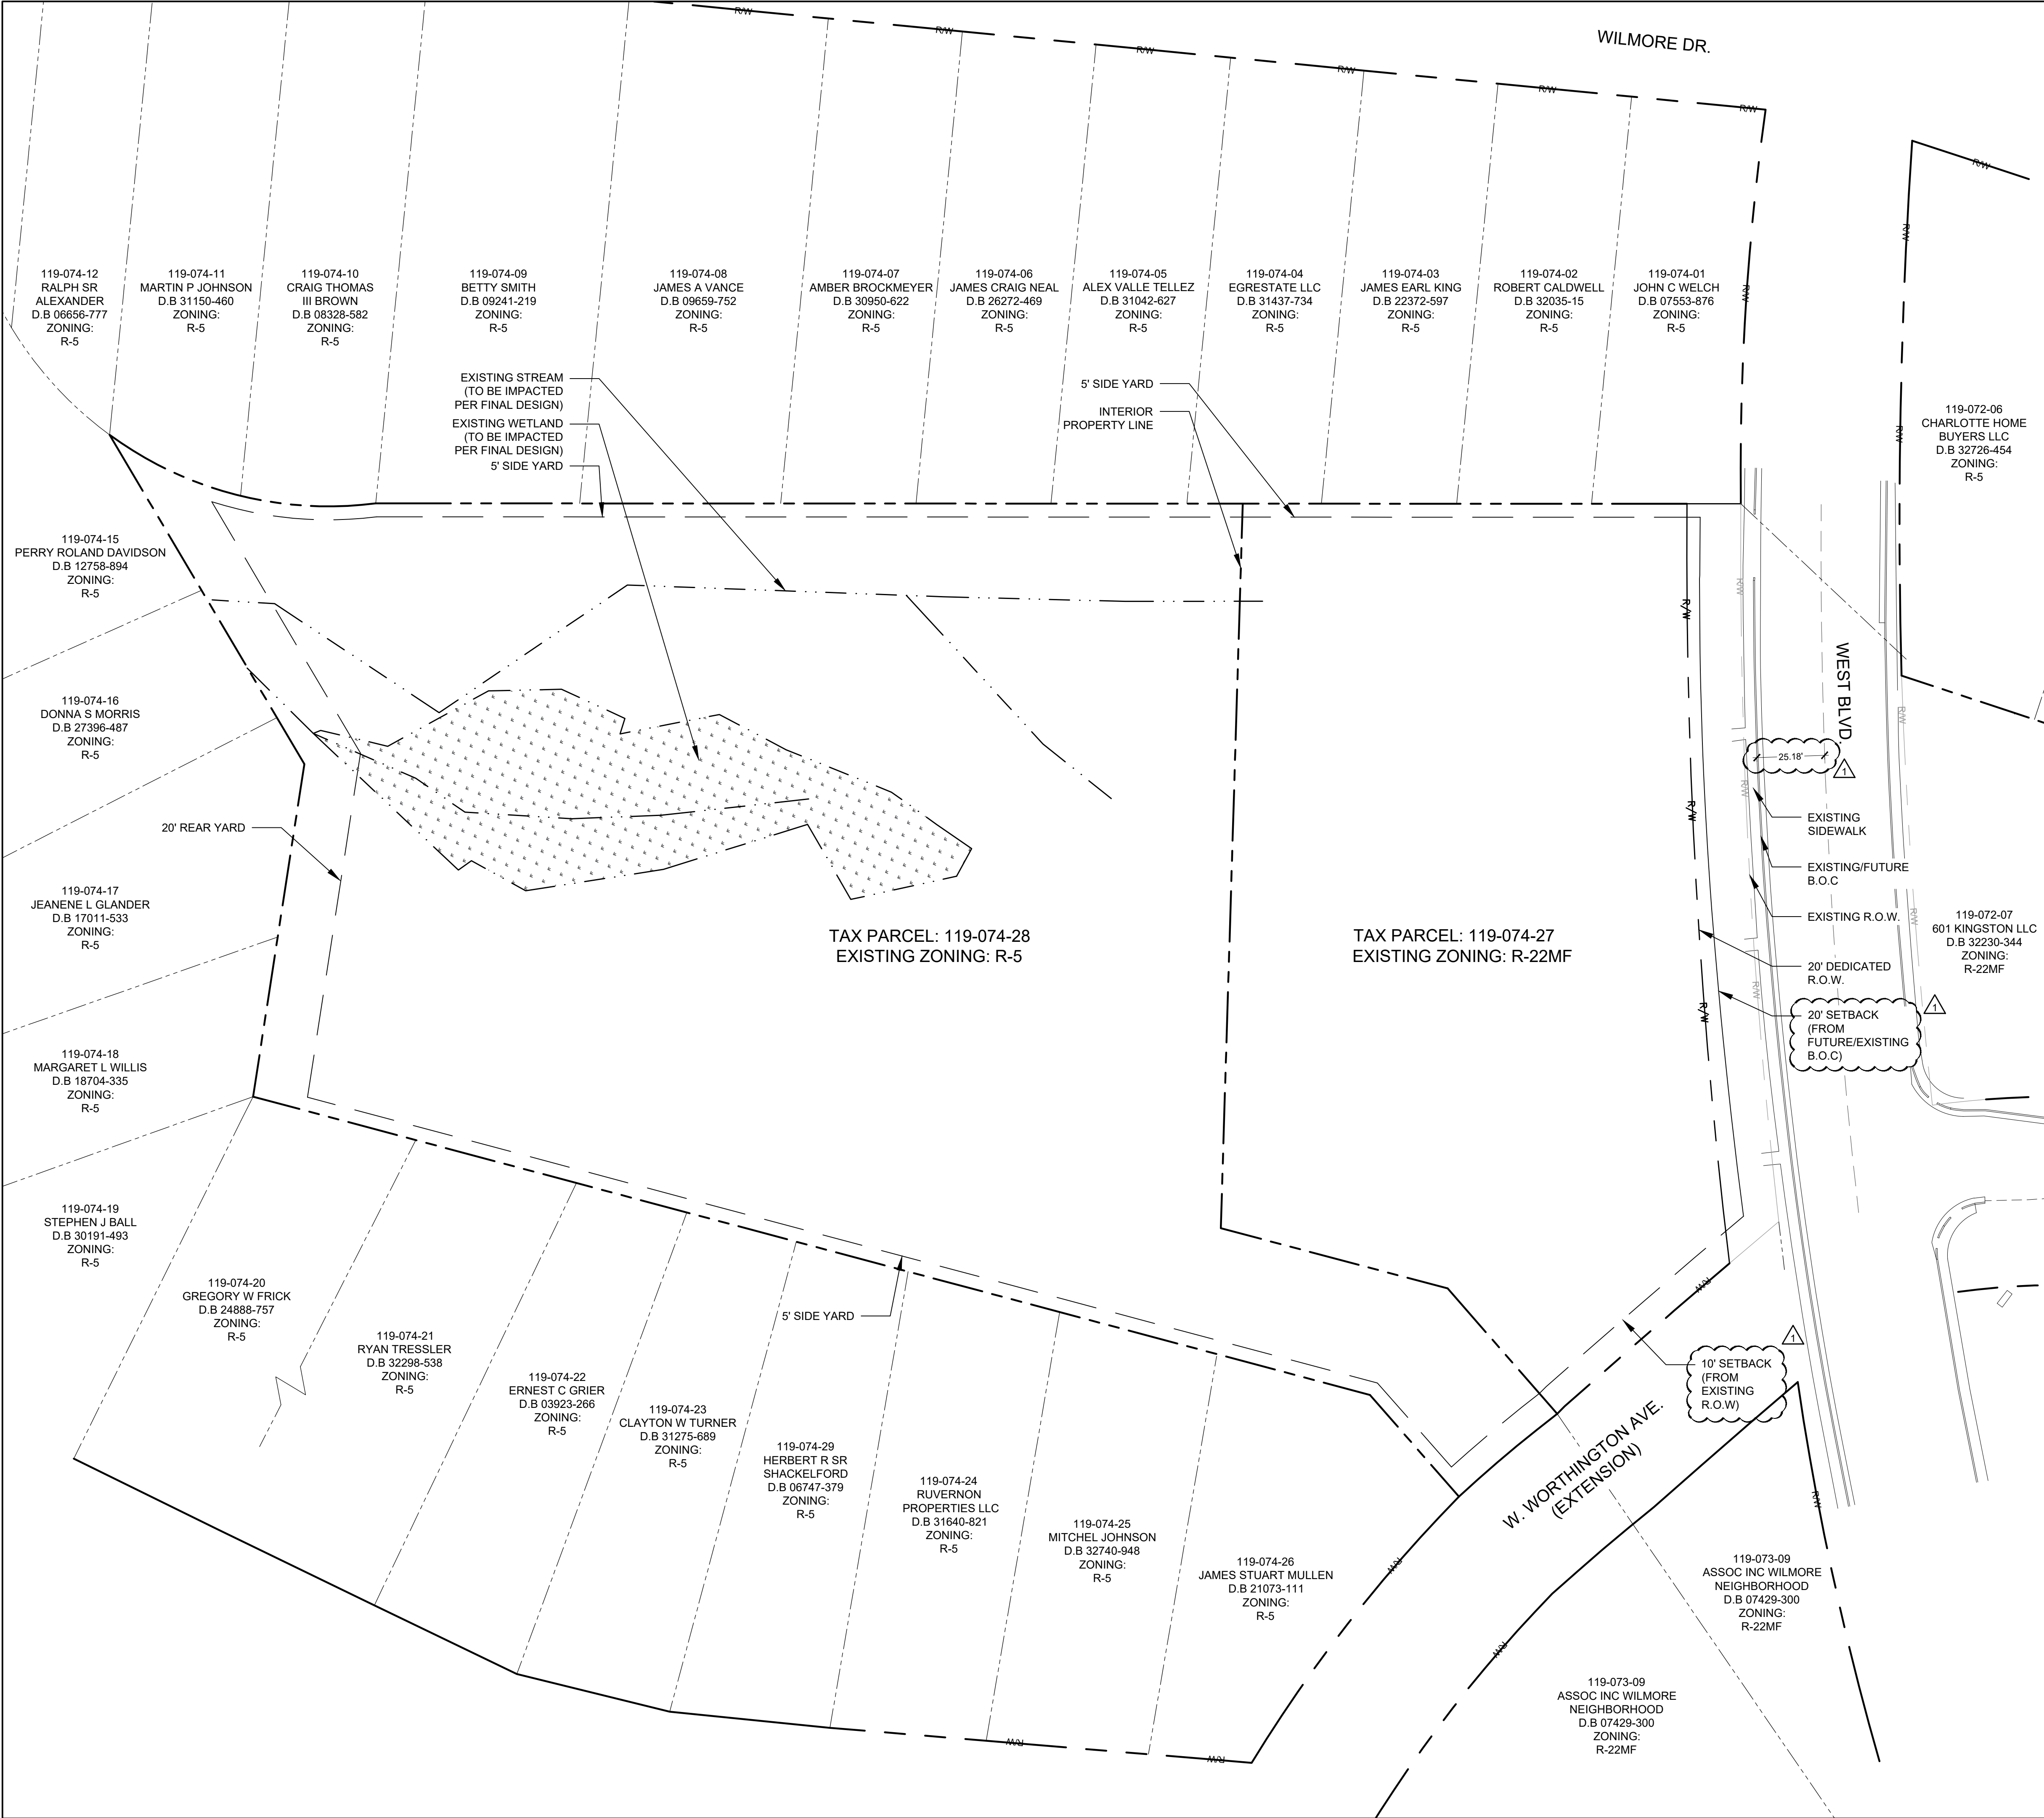 WILMORE DR.
R/W
R/W
R/W
R/W
R/W
R/W
R/W
R/W
R/W
R/W
R/W
119-074-12
RALPH SR
ALEXANDER
D.B 06656-777
ZONING:
R-5
119-074-11
MARTIN P JOHNSON
D.B 31150-460
ZONING:
R-5
119-074-10
CRAIG THOMAS
III BROWN
D.B 08328-582
ZONING:
R-5
119-074-09
BETTY SMITH
D.B 09241-219
ZONING:
R-5
119-074-08
JAMES A VANCE
D.B 09659-752
ZONING:
R-5
119-074-07
AMBER BROCKMEYER
D.B 30950-622
ZONING:
R-5
119-074-06
JAMES CRAIG NEAL
D.B 26272-469
ZONING:
R-5
119-074-05
ALEX VALLE TELLEZ
D.B 31042-627
ZONING:
R-5
119-074-04
EGRESTATE LLC
D.B 31437-734
ZONING:
R-5
119-074-03
JAMES EARL KING
D.B 22372-597
ZONING:
R-5
119-074-02
ROBERT CALDWELL
D.B 32035-15
ZONING:
R-5
119-074-01
JOHN C WELCH
D.B 07553-876
ZONING:
R-5
119-072-06
CHARLOTTE HOME
BUYERS LLC
D.B 32726-454
ZONING:
R-5
EXISTING STREAM
(TO BE IMPACTED
PER FINAL DESIGN)
EXISTING WETLAND
(TO BE IMPACTED
PER FINAL DESIGN)
5' SIDE YARD
5' SIDE YARD
INTERIOR
PROPERTY LINE
119-074-15
PERRY ROLAND DAVIDSON
D.B 12758-894
ZONING:
R-5
119-074-16
DONNA S MORRIS
D.B 27396-487
ZONING:
R-5
20' REAR YARD
119-074-17
JEANENE L GLANDER
D.B 17011-533
ZONING:
R-5
119-074-18
MARGARET L WILLIS
D.B 18704-335
ZONING:
R-5
TAX PARCEL: 119-074-28
EXISTING ZONING: R-5
TAX PARCEL: 119-074-27
EXISTING ZONING: R-22MF
R/W
R/W
R/W
R/W
R/W
R/W
R/W
R/W
WEST BLVD.
25.18'
1
EXISTING
SIDEWALK
EXISTING/FUTURE
B.O.C
EXISTING R.O.W.
20' DEDICATED
R.O.W.
20' SETBACK
(FROM
FUTURE/EXISTING
B.O.C)
1
119-072-07
601 KINGSTON LLC
D.B 32230-344
ZONING:
R-22MF
119-074-19
STEPHEN J BALL
D.B 30191-493
ZONING:
R-5
119-074-20
GREGORY W FRICK
D.B 24888-757
ZONING:
R-5
119-074-21
RYAN TRESSLER
D.B 32298-538
ZONING:
R-5
119-074-22
ERNEST C GRIER
D.B 03923-266
ZONING:
R-5
119-074-23
CLAYTON W TURNER
D.B 31275-689
ZONING:
R-5
5' SIDE YARD
119-074-29
HERBERT R SR
SHACKELFORD
D.B 06747-379
ZONING:
R-5
119-074-24
RUVERNON
PROPERTIES LLC
D.B 31640-821
ZONING:
R-5
119-074-25
MITCHEL JOHNSON
D.B 32740-948
ZONING:
R-5
119-074-26
JAMES STUART MULLEN
D.B 21073-111
ZONING:
R-5
R/W
1
10' SETBACK
(FROM
EXISTING
R.O.W)
W. WORTHINGTON AVE.
(EXTENSION)
R/W
R/W
R/W
R/W
R/W
119-073-09
ASSOC INC WILMORE
NEIGHBORHOOD
D.B 07429-300
ZONING:
R-22MF
119-073-09
ASSOC INC WILMORE
NEIGHBORHOOD
D.B 07429-300
ZONING:
R-22MF